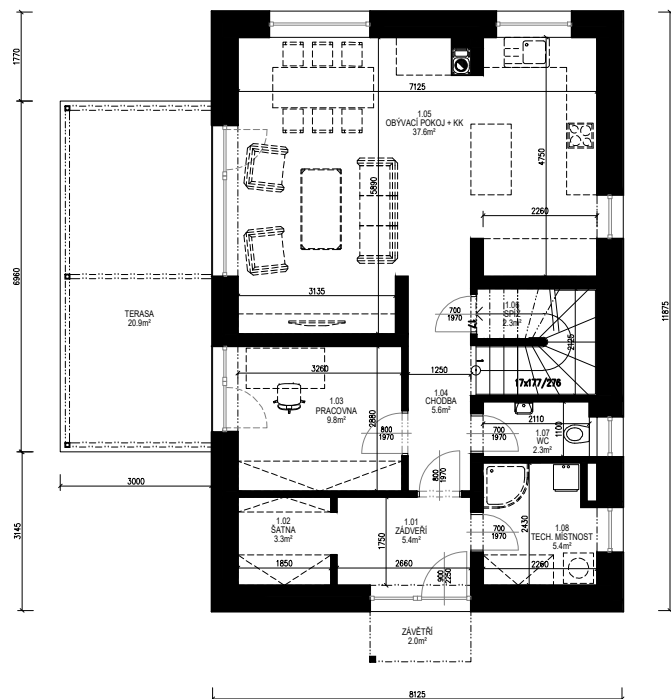 1770
6960
3145
11875
7125
1.05
OBÝVACÍ POKOJ + KK
37.6m²
4750
5890
2260
3135
TERASA
20.9m²
1.06
SPÍŽ
2.3m²
700
1970
17
2125
1
17x177/276
3260
1250
1.03
PRACOVNA
9.8m²
2880
1.04
CHODBA
5.6m²
800
1970
700
1970
2110
1100
1.07
WC
2.3m²
800
1970
3000
1.02
ŠATNA
3.3m²
1850
1750
1.01
ZÁDVEŘÍ
5.4m²
2660
900
2250
700
1970
2430
1.08
TECH. MÍSTNOST
5.4m²
2260
ZÁVĚTŘÍ
2.0m²
8125